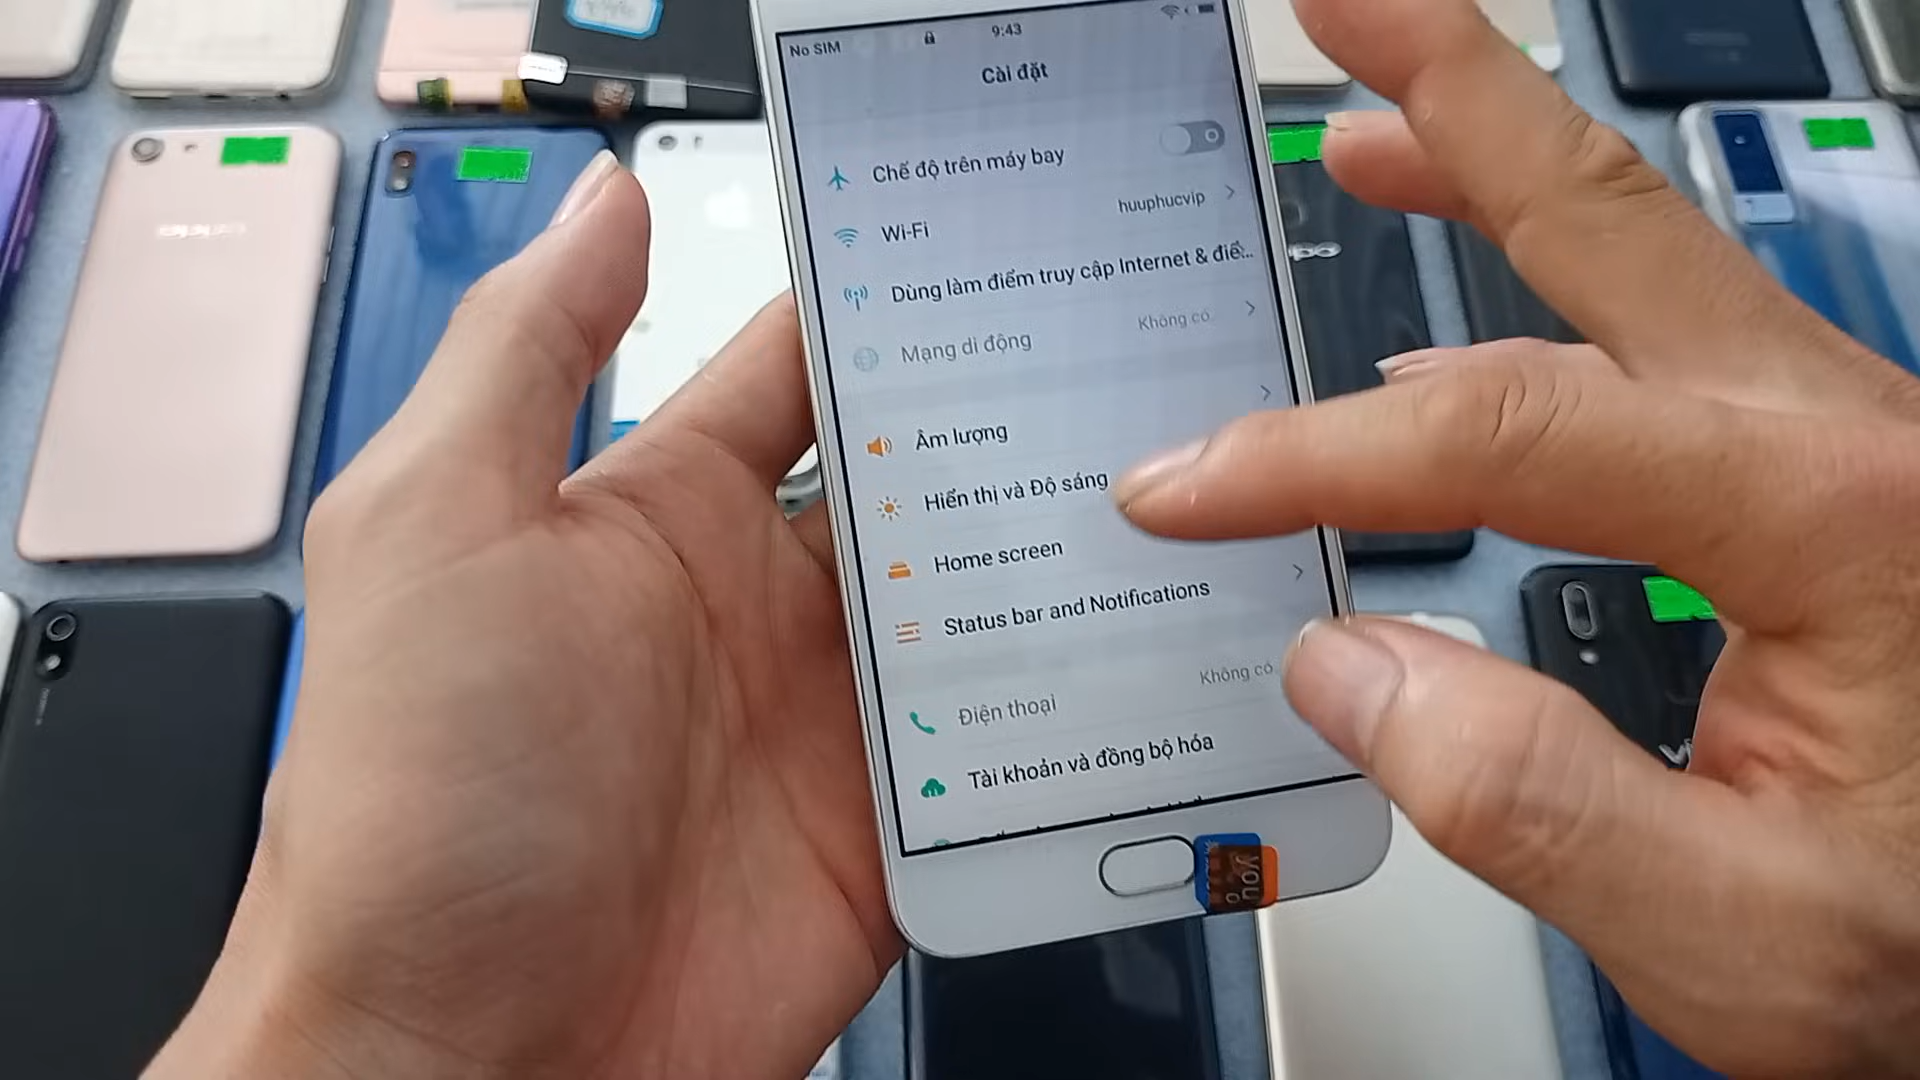 No SIM
9:43
Cài đặt
Chế độ trên máy bay
Wi-Fi
huuphucvip
Dùng làm điểm truy cập Internet & điể...
Mạng di động
Không có
Âm lượng
Hiển thị và Độ sáng
Home screen
Status bar and Notifications
Điện thoại
Không có
Tài khoản và đồng bộ hóa
you